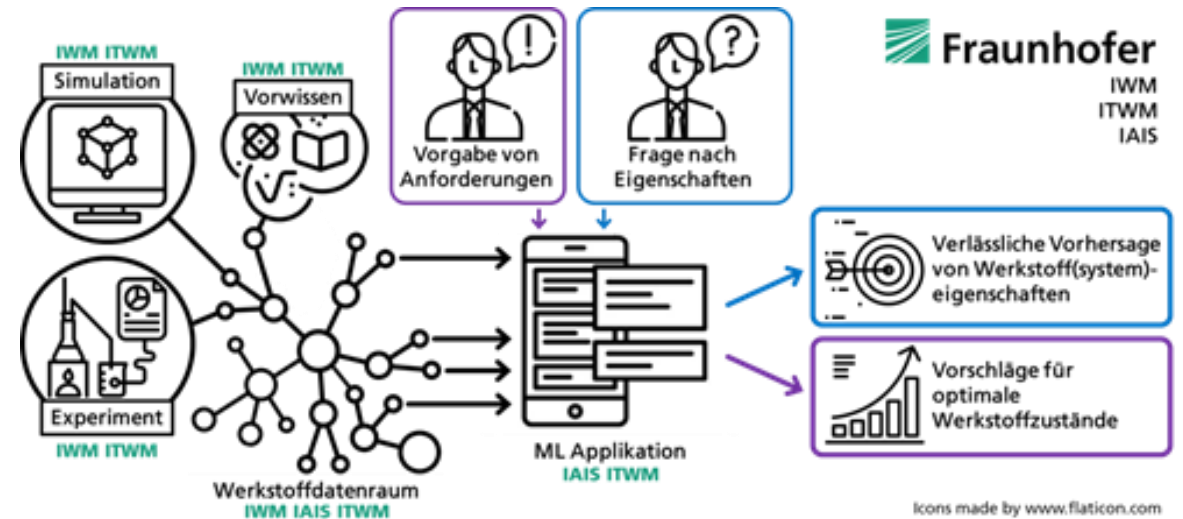 IWM ITWM
Simulation
IWM ITWM
Vorwissen
!
Vorgabe von
Anforderungen
?
Frage nach
Eigenschaften
Fraunhofer
IWM
ITWM
IAIS
Experiment
IWM ITWM
Werkstoffdatenraum
IWM IAIS ITWM
ML Applikation
IAIS ITWM
Verlässliche Vorhersage
von Werkstoff(system)-
eigenschaften
Vorschläge für
optimale
Werkstoffzustände
Icons made by www.flaticon.com